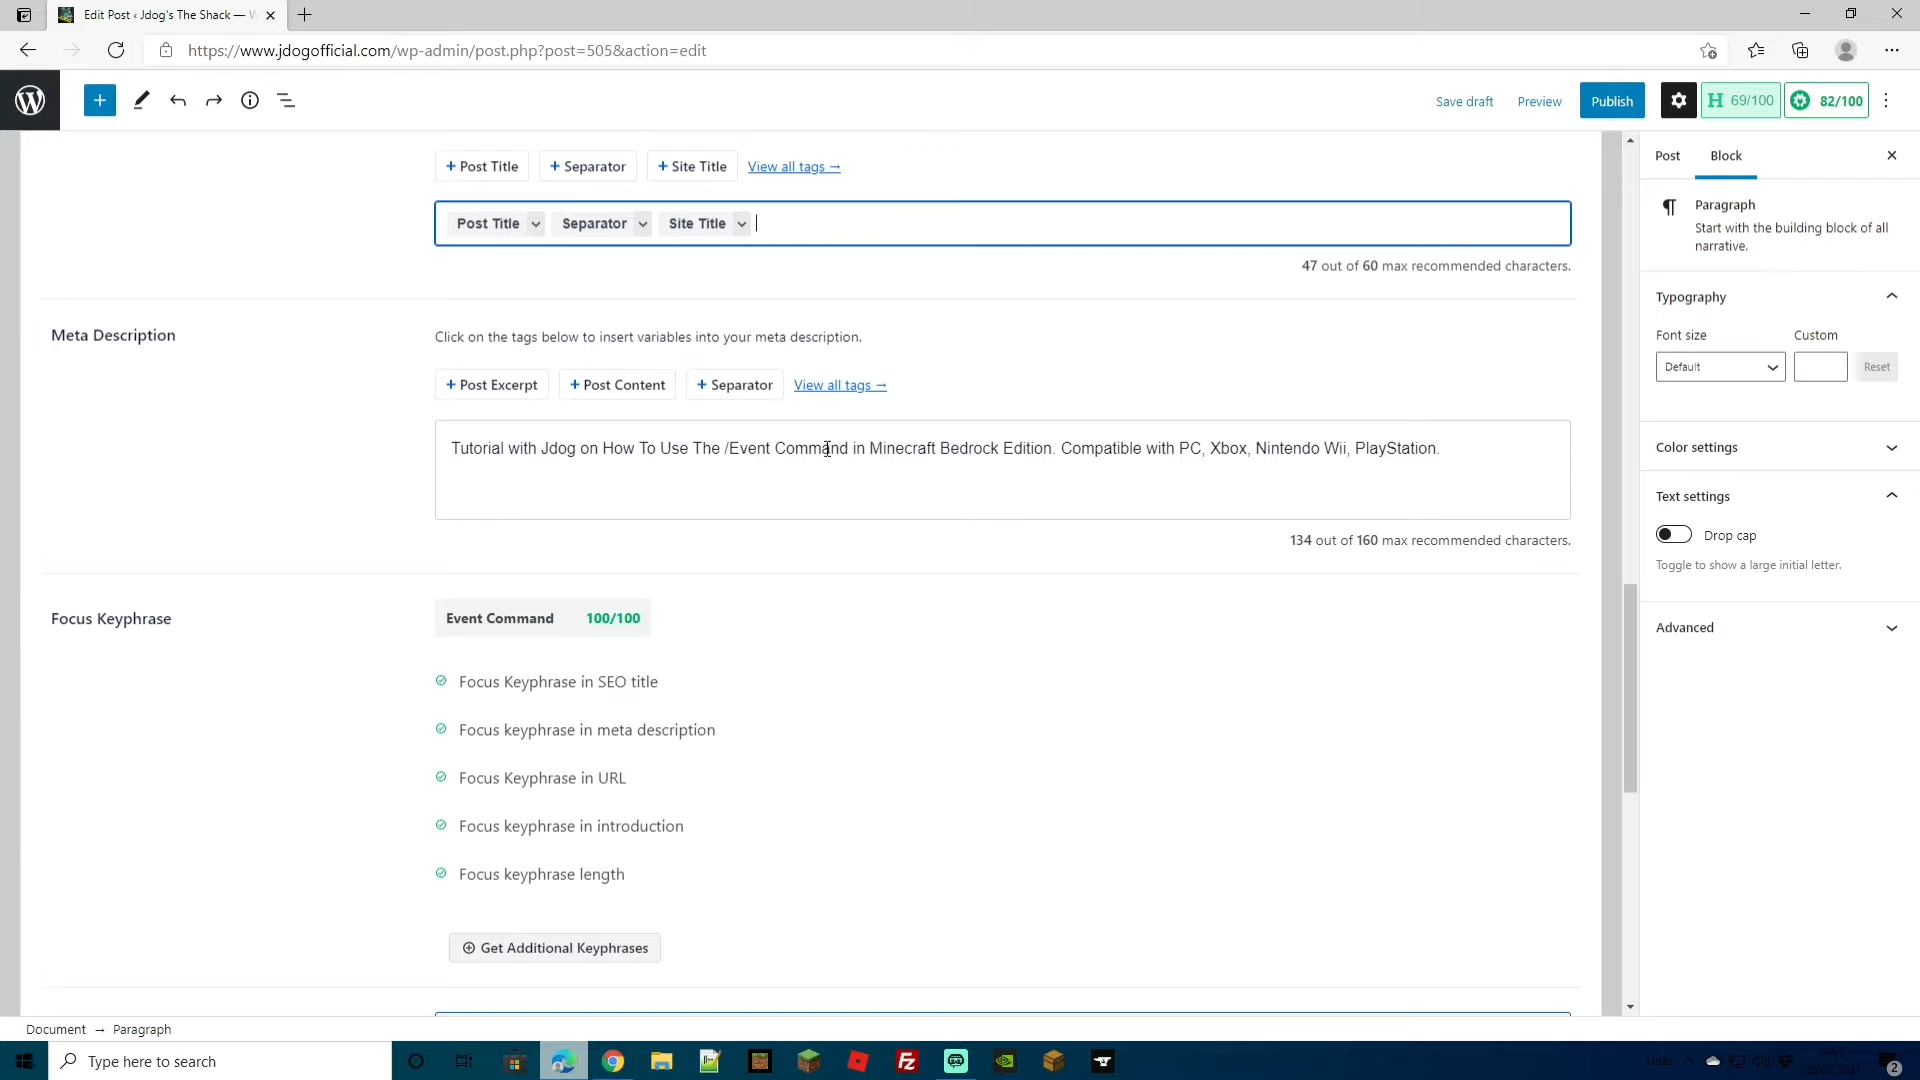 Edit Post ‹ Jdog's The Shack — W
https://www.jdogofficial.com/wp-admin/post.php?post=505&action=edit
Save draft
Preview
Publish
H 69/100
82/100
+ Post Title
+ Separator
+ Site Title
View all tags →
Post Title
Separator
Site Title
47 out of 60 max recommended characters.
Meta Description
Click on the tags below to insert variables into your meta description.
+ Post Excerpt
+ Post Content
+ Separator
View all tags →
Tutorial with Jdog on How To Use The /Event Command in Minecraft Bedrock Edition. Compatible with PC, Xbox, Nintendo Wii, PlayStation.
134 out of 160 max recommended characters.
Focus Keyphrase
Event Command 100/100
Focus Keyphrase in SEO title
Focus keyphrase in meta description
Focus Keyphrase in URL
Focus keyphrase in introduction
Focus keyphrase length
Get Additional Keyphrases
Post
Block
Paragraph
Start with the building block of all
narrative.
Typography
Font size
Custom
Default
Reset
Color settings
Text settings
Drop cap
Toggle to show a large initial letter.
Advanced
Document → Paragraph
Type here to search
Links
2